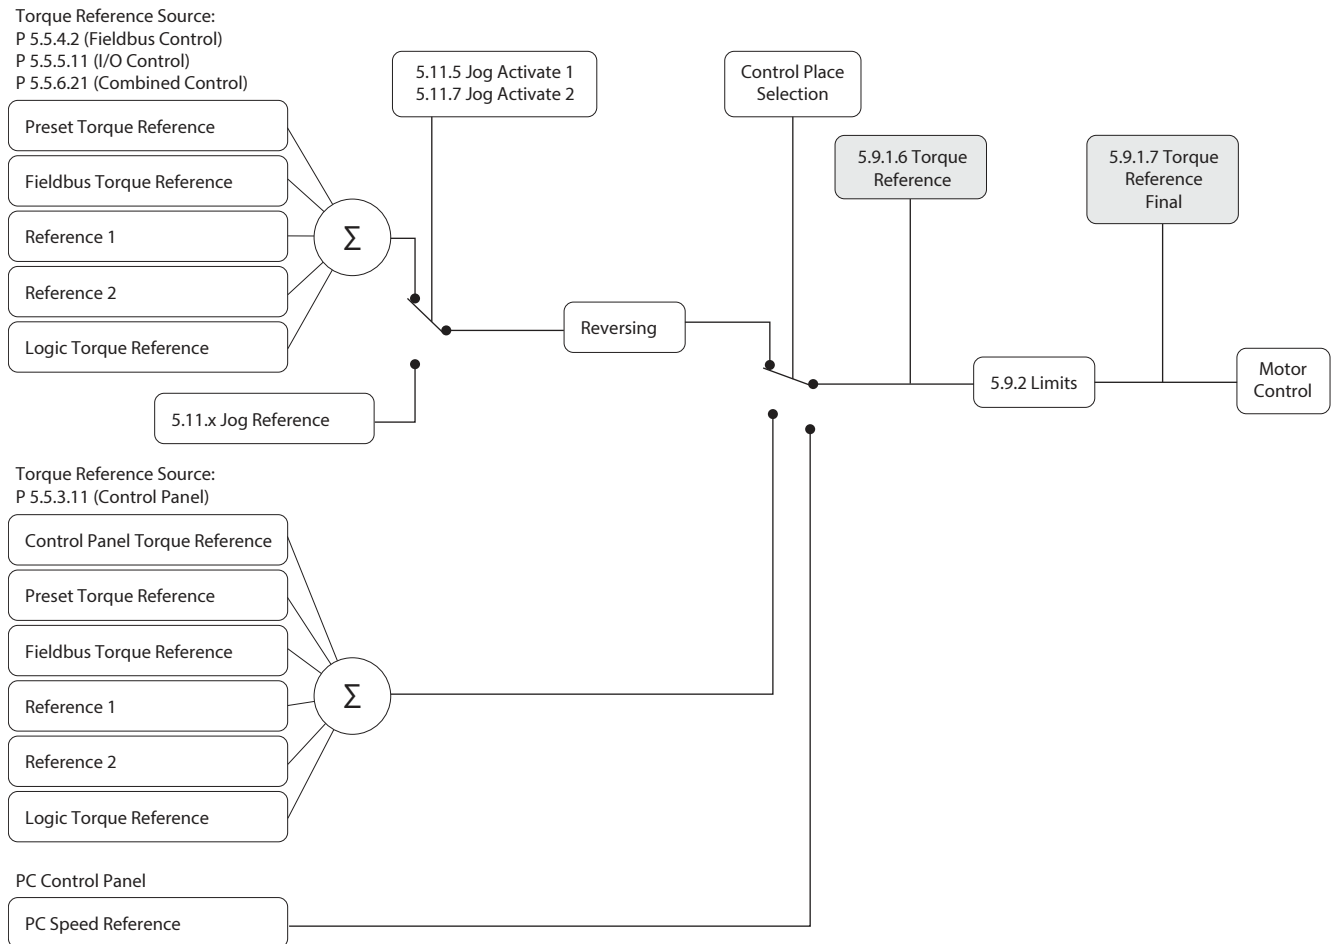 Torque Reference Source:
P 5.5.4.2 (Fieldbus Control)
P 5.5.5.11 (I/O Control)
P 5.5.6.21 (Combined Control)
5.11.5 Jog Activate 1
5.11.7 Jog Activate 2
Control Place
Selection
Preset Torque Reference
Fieldbus Torque Reference
Reference 1
Reference 2
Logic Torque Reference
Σ
5.11.x Jog Reference
Reversing
5.9.1.6 Torque
Reference
5.9.1.7 Torque
Reference
Final
5.9.2 Limits
Motor
Control
Torque Reference Source:
P 5.5.3.11 (Control Panel)
Control Panel Torque Reference
Preset Torque Reference
Fieldbus Torque Reference
Reference 1
Reference 2
Logic Torque Reference
Σ
PC Control Panel
PC Speed Reference